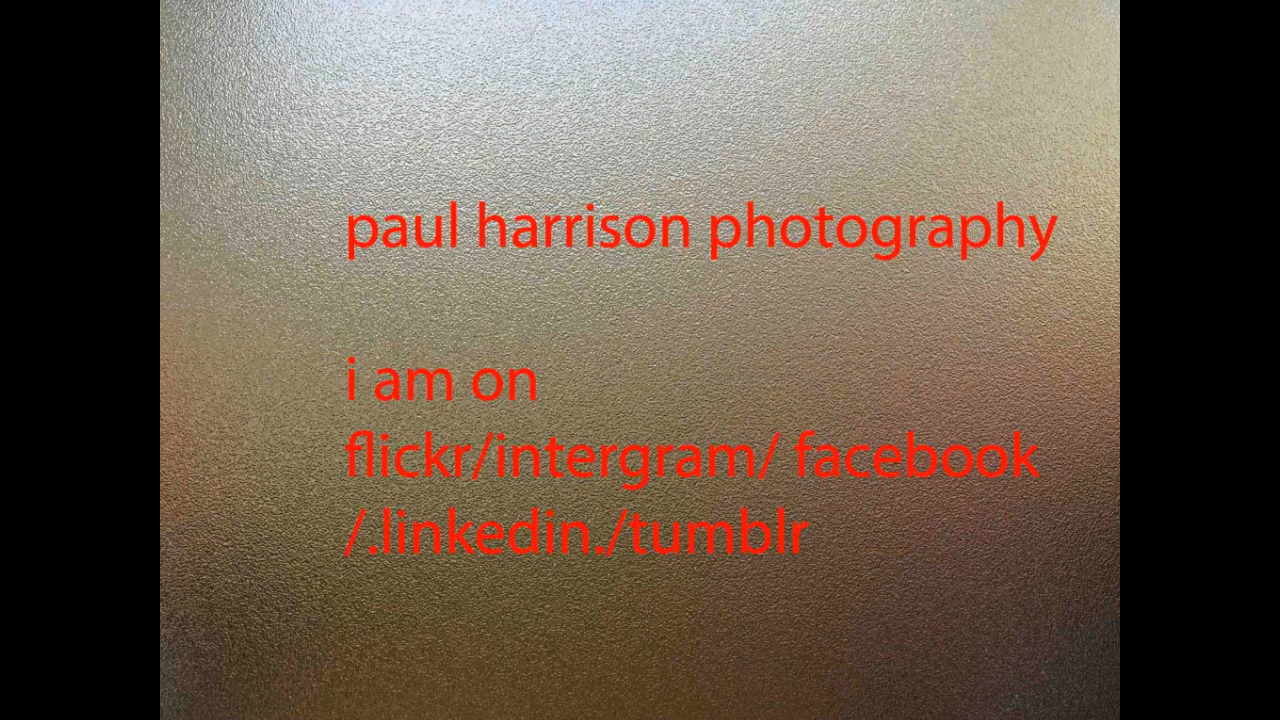 paul harrison photography
i am on
flickr/intergram/ facebook
/.linkedin./tumblr